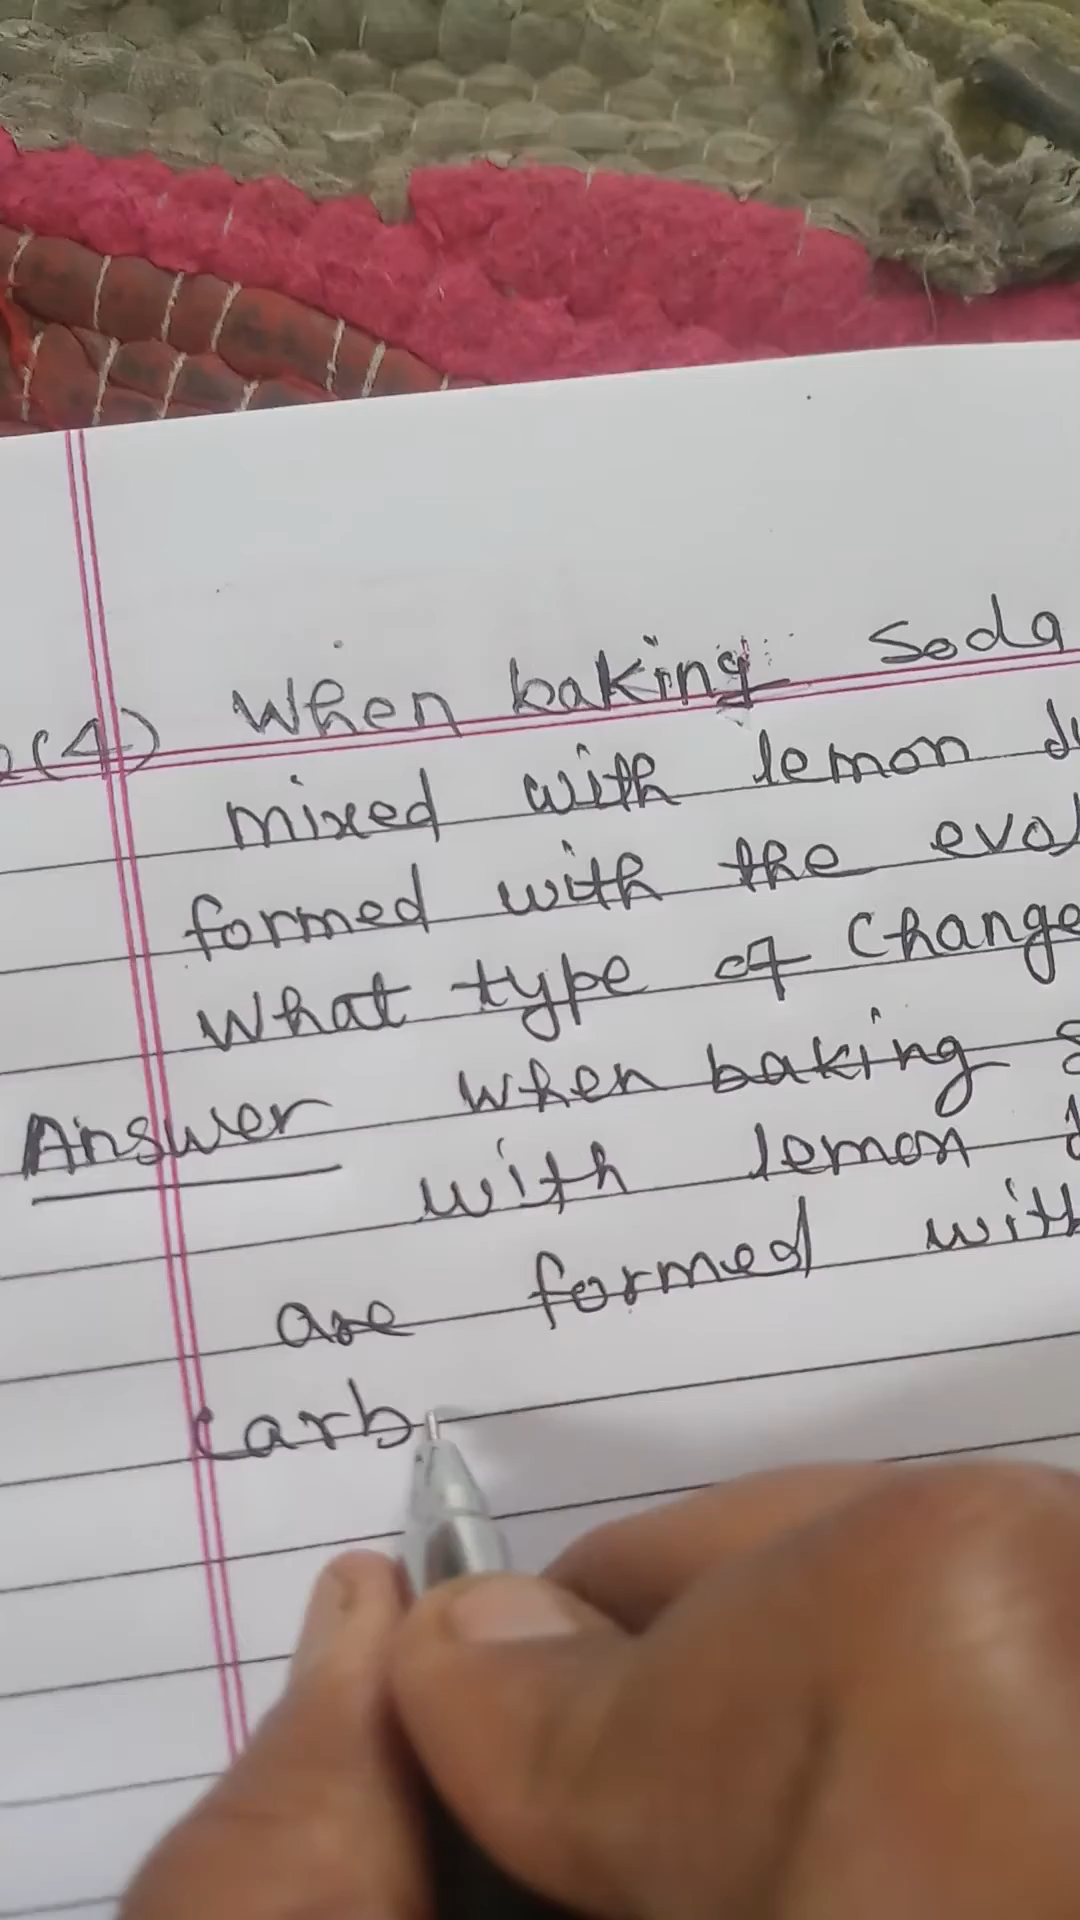 (4) When baking Soda
mixed with lemon
formed with the
What type of Change
Answer when baking
with lemon
are formed with
Carb